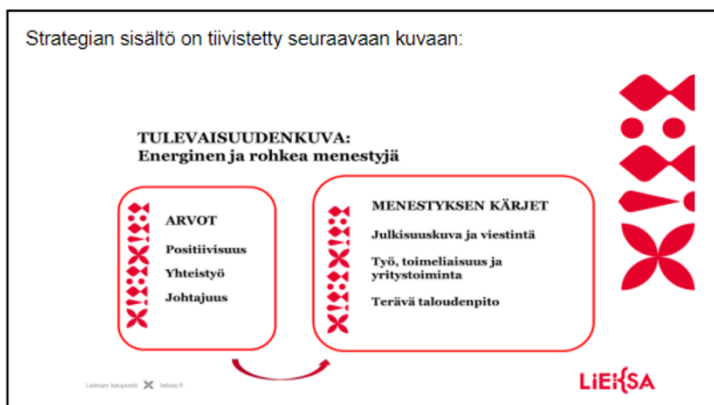 Strategian sisältö on tiivistetty seuraavaan kuvaan:
TULEVAISUUDENKUVA:
Energinen ja rohkea menestyjä
ARVOT
Positiivisuus
Yhteistyö
Johtajuus
MENESTYKSEN KÄRJET
Julkisuuskuva ja viestintä
Työ, toimeliaisuus ja
yritystoiminta
Terävä taloudenpito
Lieksan kaupunki lieksa.fi
LiEKSA